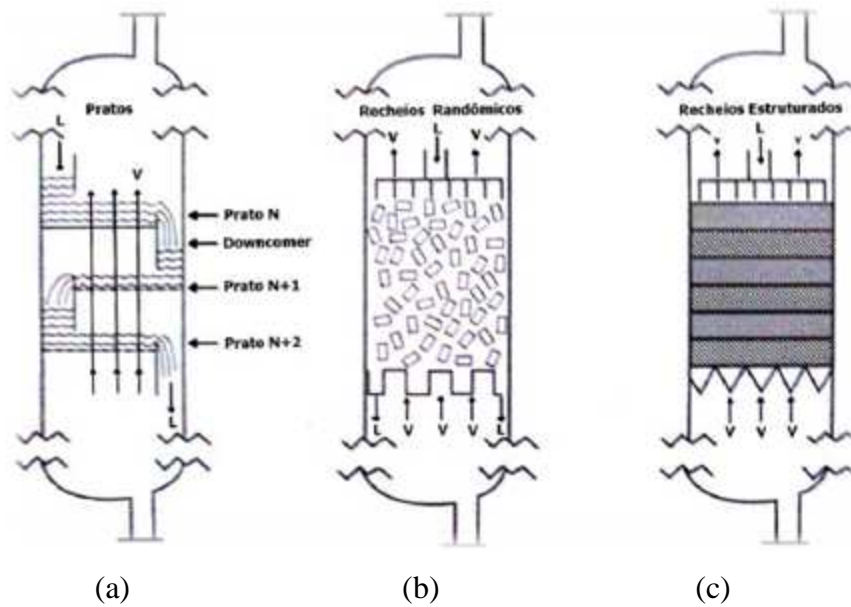 Pratos
L
V
Prato N
Downcomer
Prato N+1
Prato N+2
L
Recheios Randômicos
V L V
L V V V L
Recheios Estruturados
V L V
V V V
(a) (b) (c)